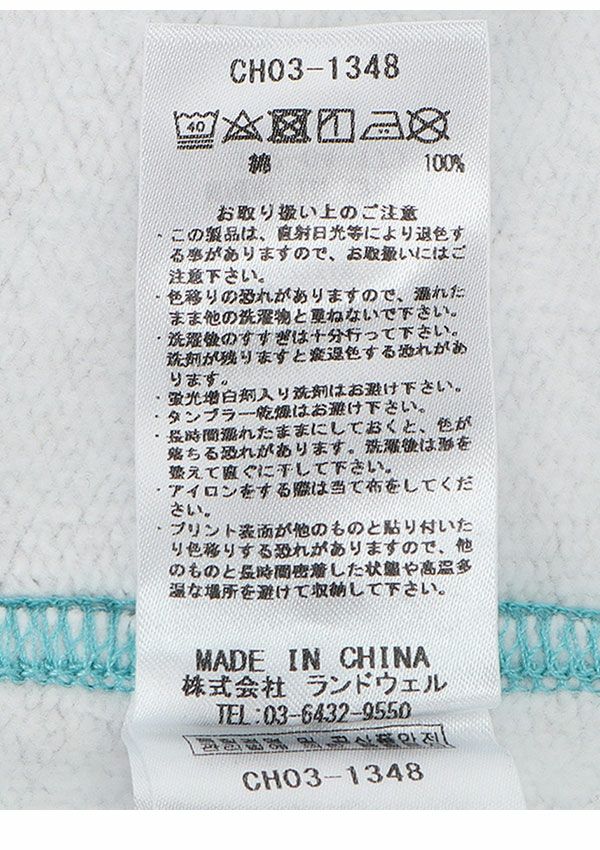 CH03-1348
40
綿 100%
お取り扱い上のご注意
・この製品は、直射日光等により退色す
る事がありますので、お取扱いにはご
注意下さい。
・色移りの恐れがありますので、濡れた
まま他の洗濯物と重ねないで下さい。
・洗濯後のすすぎは十分行って下さい。
洗剤が残りますと変退色する恐れがあ
ります。
・蛍光増白剤入り洗剤はお避け下さい。
・タンブラー乾燥はお避け下さい。
・長時間濡れたままにしておくと、色が
落ちる恐れがあります。洗濯後は形を
整えて直ぐに干して下さい。
・アイロンをする際は当て布をしてくだ
さい。
・プリント表面が他のものと貼り付いた
り色移りする恐れがありますので、他
のものと長時間密着した状態や高温多
湿な場所を避けて収納して下さい。
MADE IN CHINA
株式会社 ランドウェル
TEL:03-6432-9550
CH03-1348